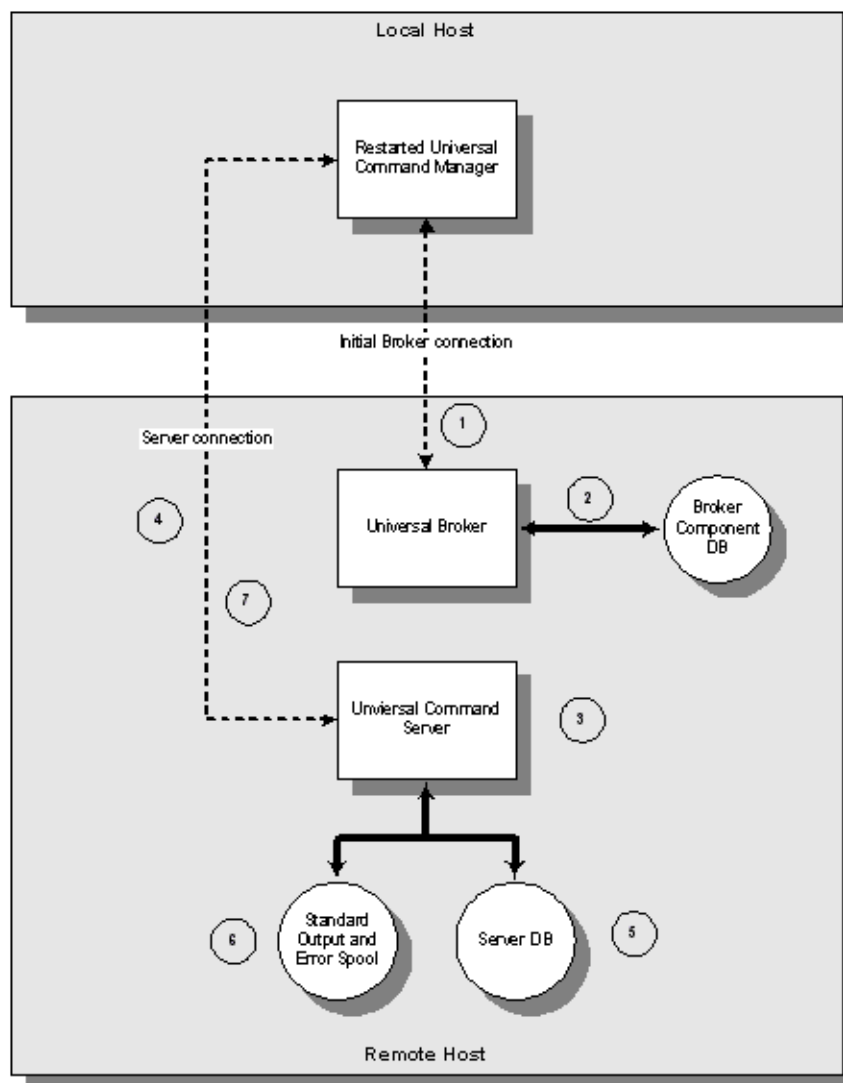 Local Host
Restarted Universal
Command Manager
Initial Broker connection
1
Server connection
2
Broker
Component
DB
4
Universal Broker
7
Unviersal Command
Server
3
Standard
Output and
Error Spool
6
Server DB
5
Remote Host